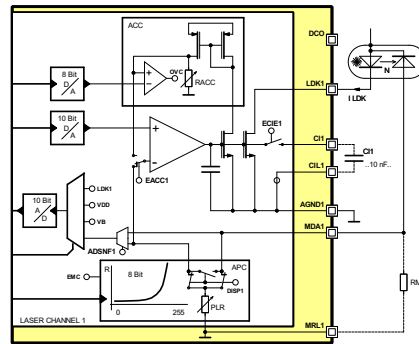 ACC
DCO
OVC
RACC
8 Bit
D
A
LDK1
N
I LDK
10 Bit
D
A
ECIE1
CI1
CI1
..10 nF..
CIL1
EACC1
AGND1
LDK1
VDD
VB
10 Bit
A
D
MDA1
ADSNF1
EMC
R
8 Bit
APC
DISP1
PLR
0
255
RM
LASER CHANNEL 1
MRL1